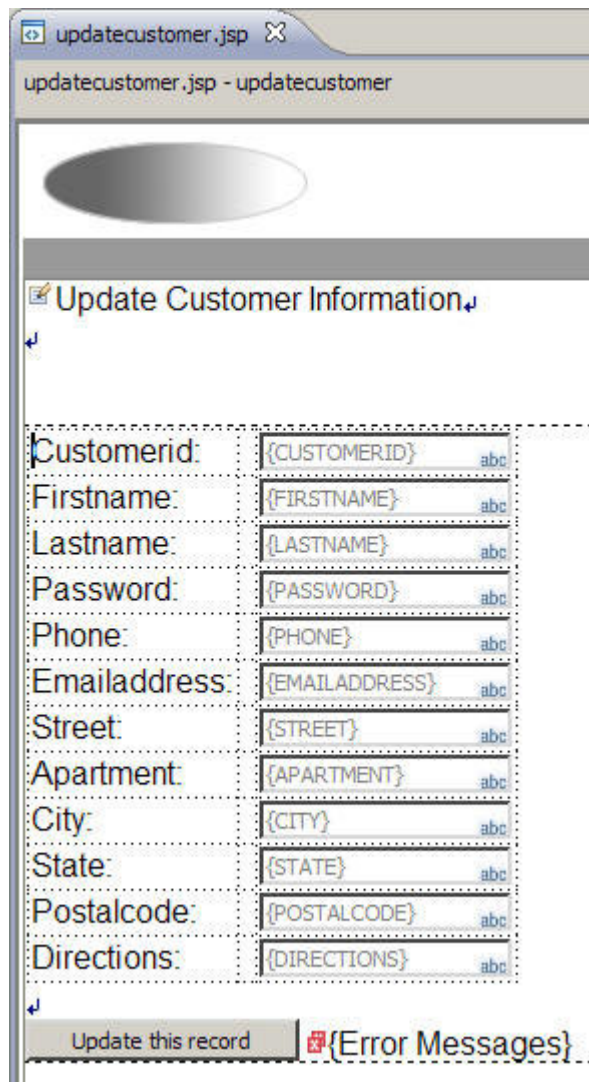 updatecustomer.jsp
updatecustomer.jsp - updatecustomer
Update Customer Information
Customerid: {CUSTOMERID} abc
Firstname: {FIRSTNAME} abc
Lastname: {LASTNAME} abc
Password: {PASSWORD} abc
Phone: {PHONE} abc
Emailaddress: {EMAILADDRESS} abc
Street: {STREET} abc
Apartment: {APARTMENT} abc
City: {CITY} abc
State: {STATE} abc
Postalcode: {POSTALCODE} abc
Directions: {DIRECTIONS} abc
Update this record {Error Messages}